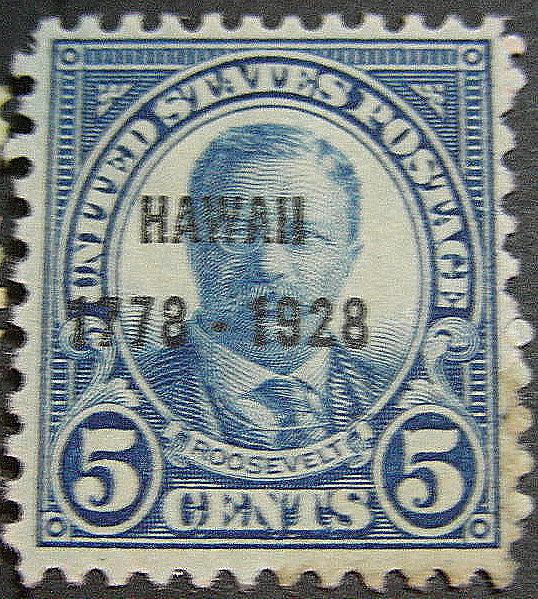 UNITED STATES POSTAGE
HAWAII
1778 - 1928
ROOSEVELT
5 5
CENTS